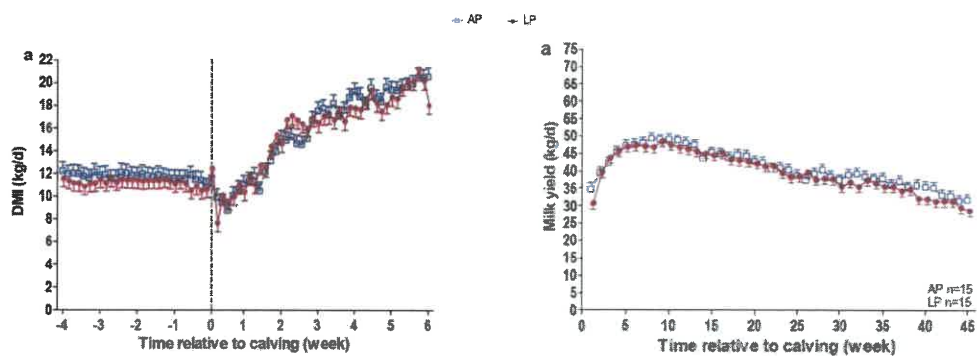 AP LP
a
22
20
18
16
14
12
10
8
6
4
2
0
DMI (kg/d)
-4 -3 -2 -1 0 1 2 3 4 5 6
Time relative to calving (week)
a
75
70
65
60
55
50
45
40
35
30
25
20
15
10
5
0
Milk yield (kg/d)
AP n=15
LP n=15
0 5 10 15 20 25 30 35 40 45
Time relative to calving (week)